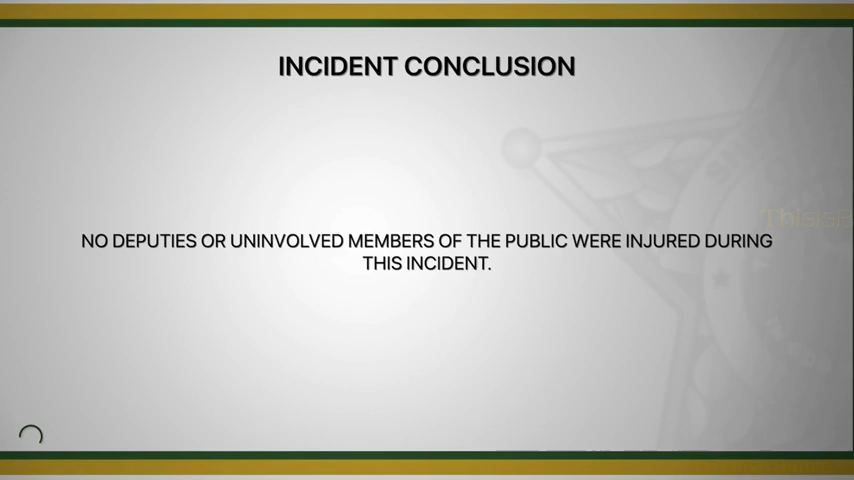 INCIDENT CONCLUSION
NO DEPUTIES OR UNINVOLVED MEMBERS OF THE PUBLIC WERE INJURED DURING
THIS INCIDENT.